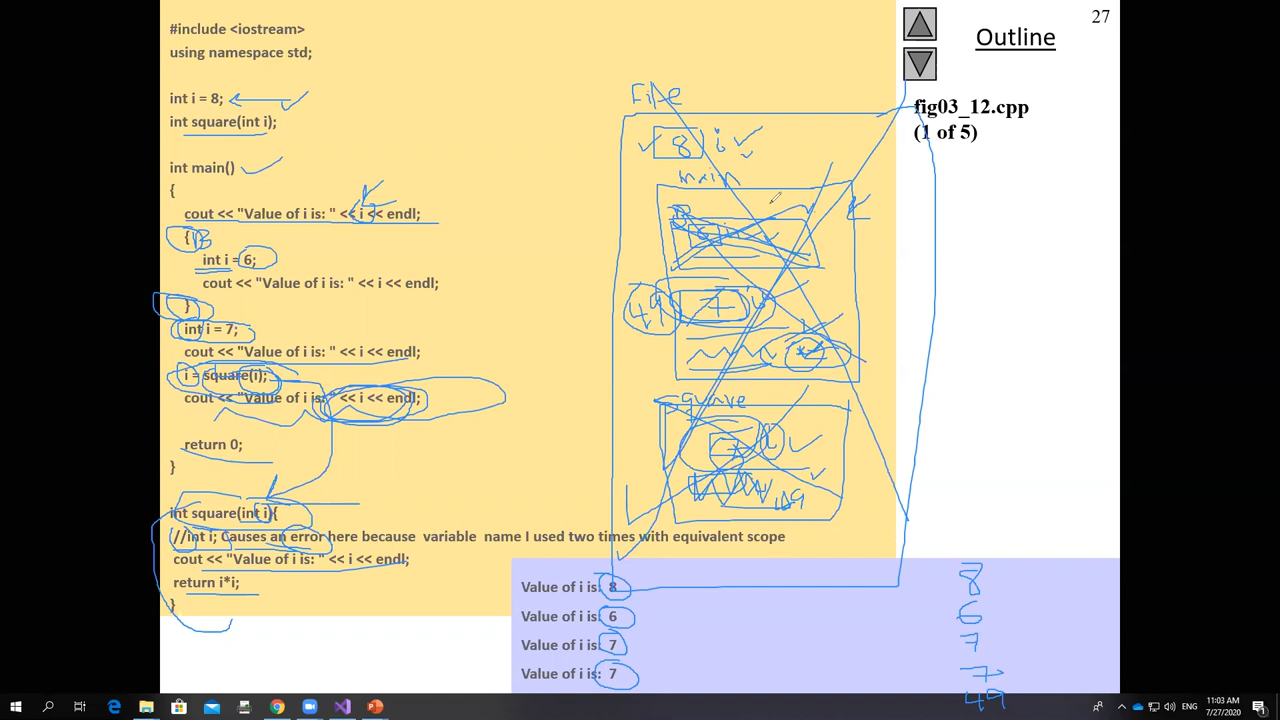 #include <iostream>
using namespace std;
int i = 8;
int square(int i);
int main()
{
cout << "Value of i is: " << i << endl;
{ B
int i = 6;
cout << "Value of i is: " << i << endl;
}
int i = 7;
cout << "Value of i is: " << i << endl;
i = square(i);
cout << "Value of i is: " << i << endl;
return 0;
}
int square(int i){
//int i; Causes an error here because variable name I used two times with equivalent scope
cout << "Value of i is: " << i << endl;
return i*i;
}
File
8 i
main
B
6 i
49 7 i
square
49
Value of i is: 8
Value of i is: 6
Value of i is: 7
Value of i is: 7
8
6
7
7
49
27
Outline
fig03_12.cpp
(1 of 5)
11:03 AM
7/27/2020